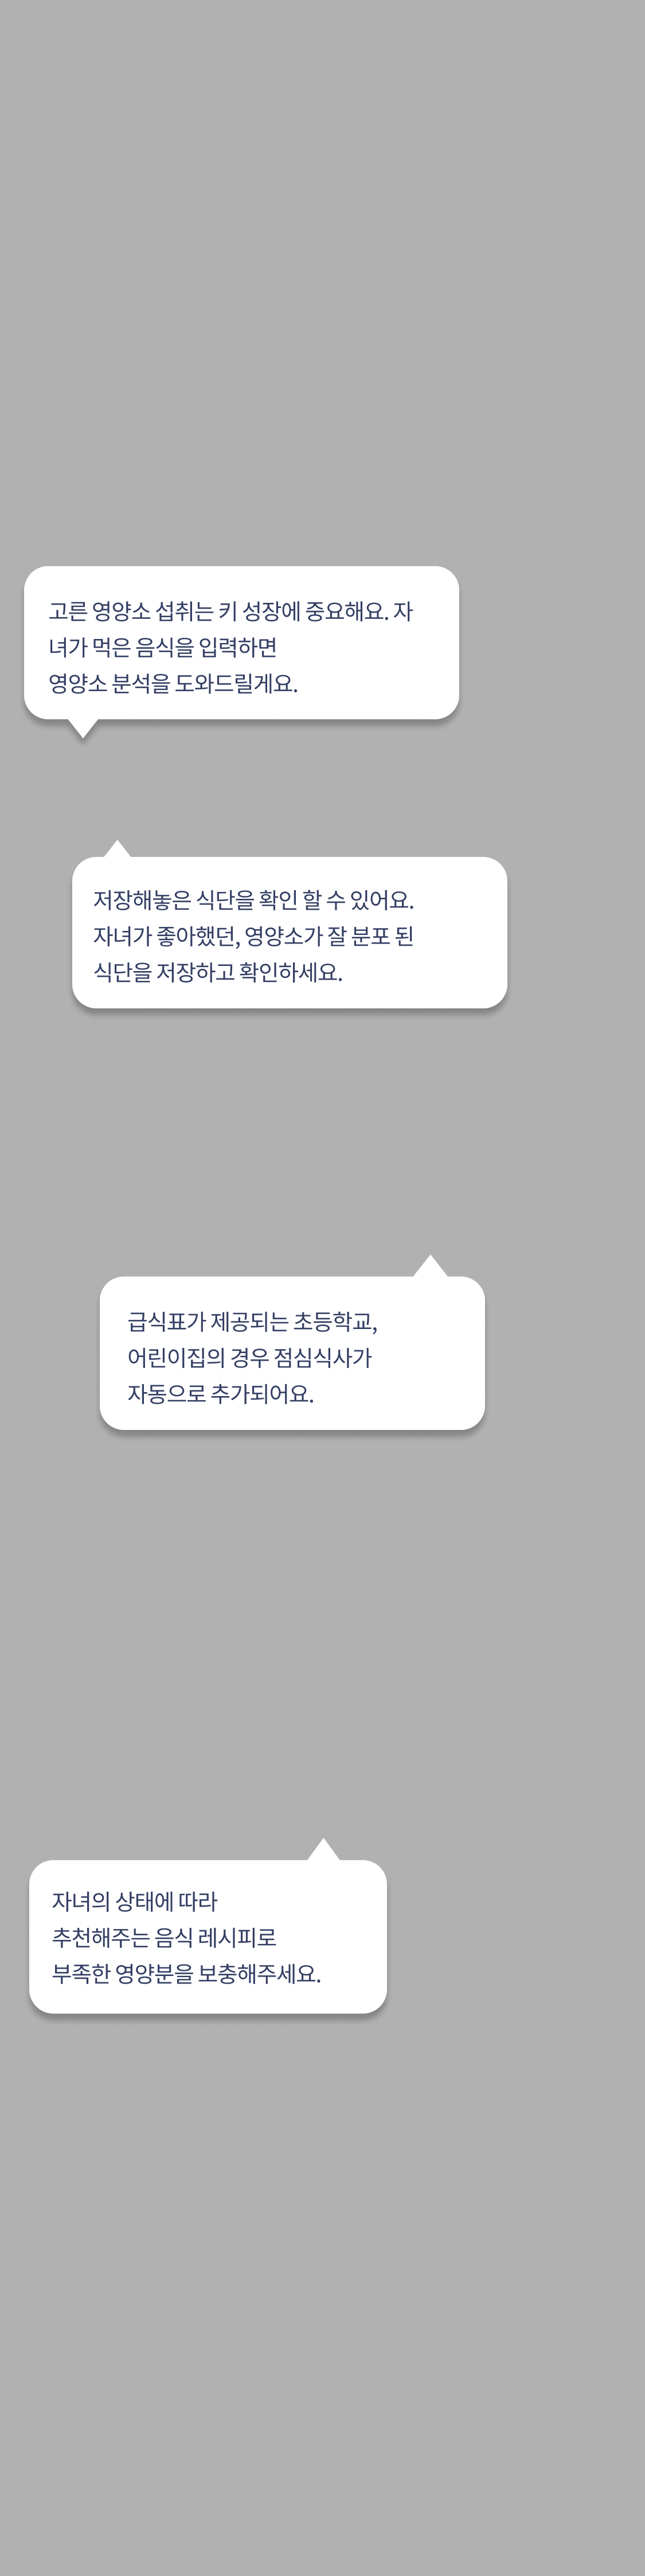 고른 영양소 섭취는 키 성장에 중요해요. 자
녀가 먹은 음식을 입력하면
영양소 분석을 도와드릴게요.
저장해놓은 식단을 확인 할 수 있어요.
자녀가 좋아했던, 영양소가 잘 분포 된
식단을 저장하고 확인하세요.
급식표가 제공되는 초등학교,
어린이집의 경우 점심식사가
자동으로 추가되어요.
자녀의 상태에 따라
추천해주는 음식 레시피로
부족한 영양분을 보충해주세요.